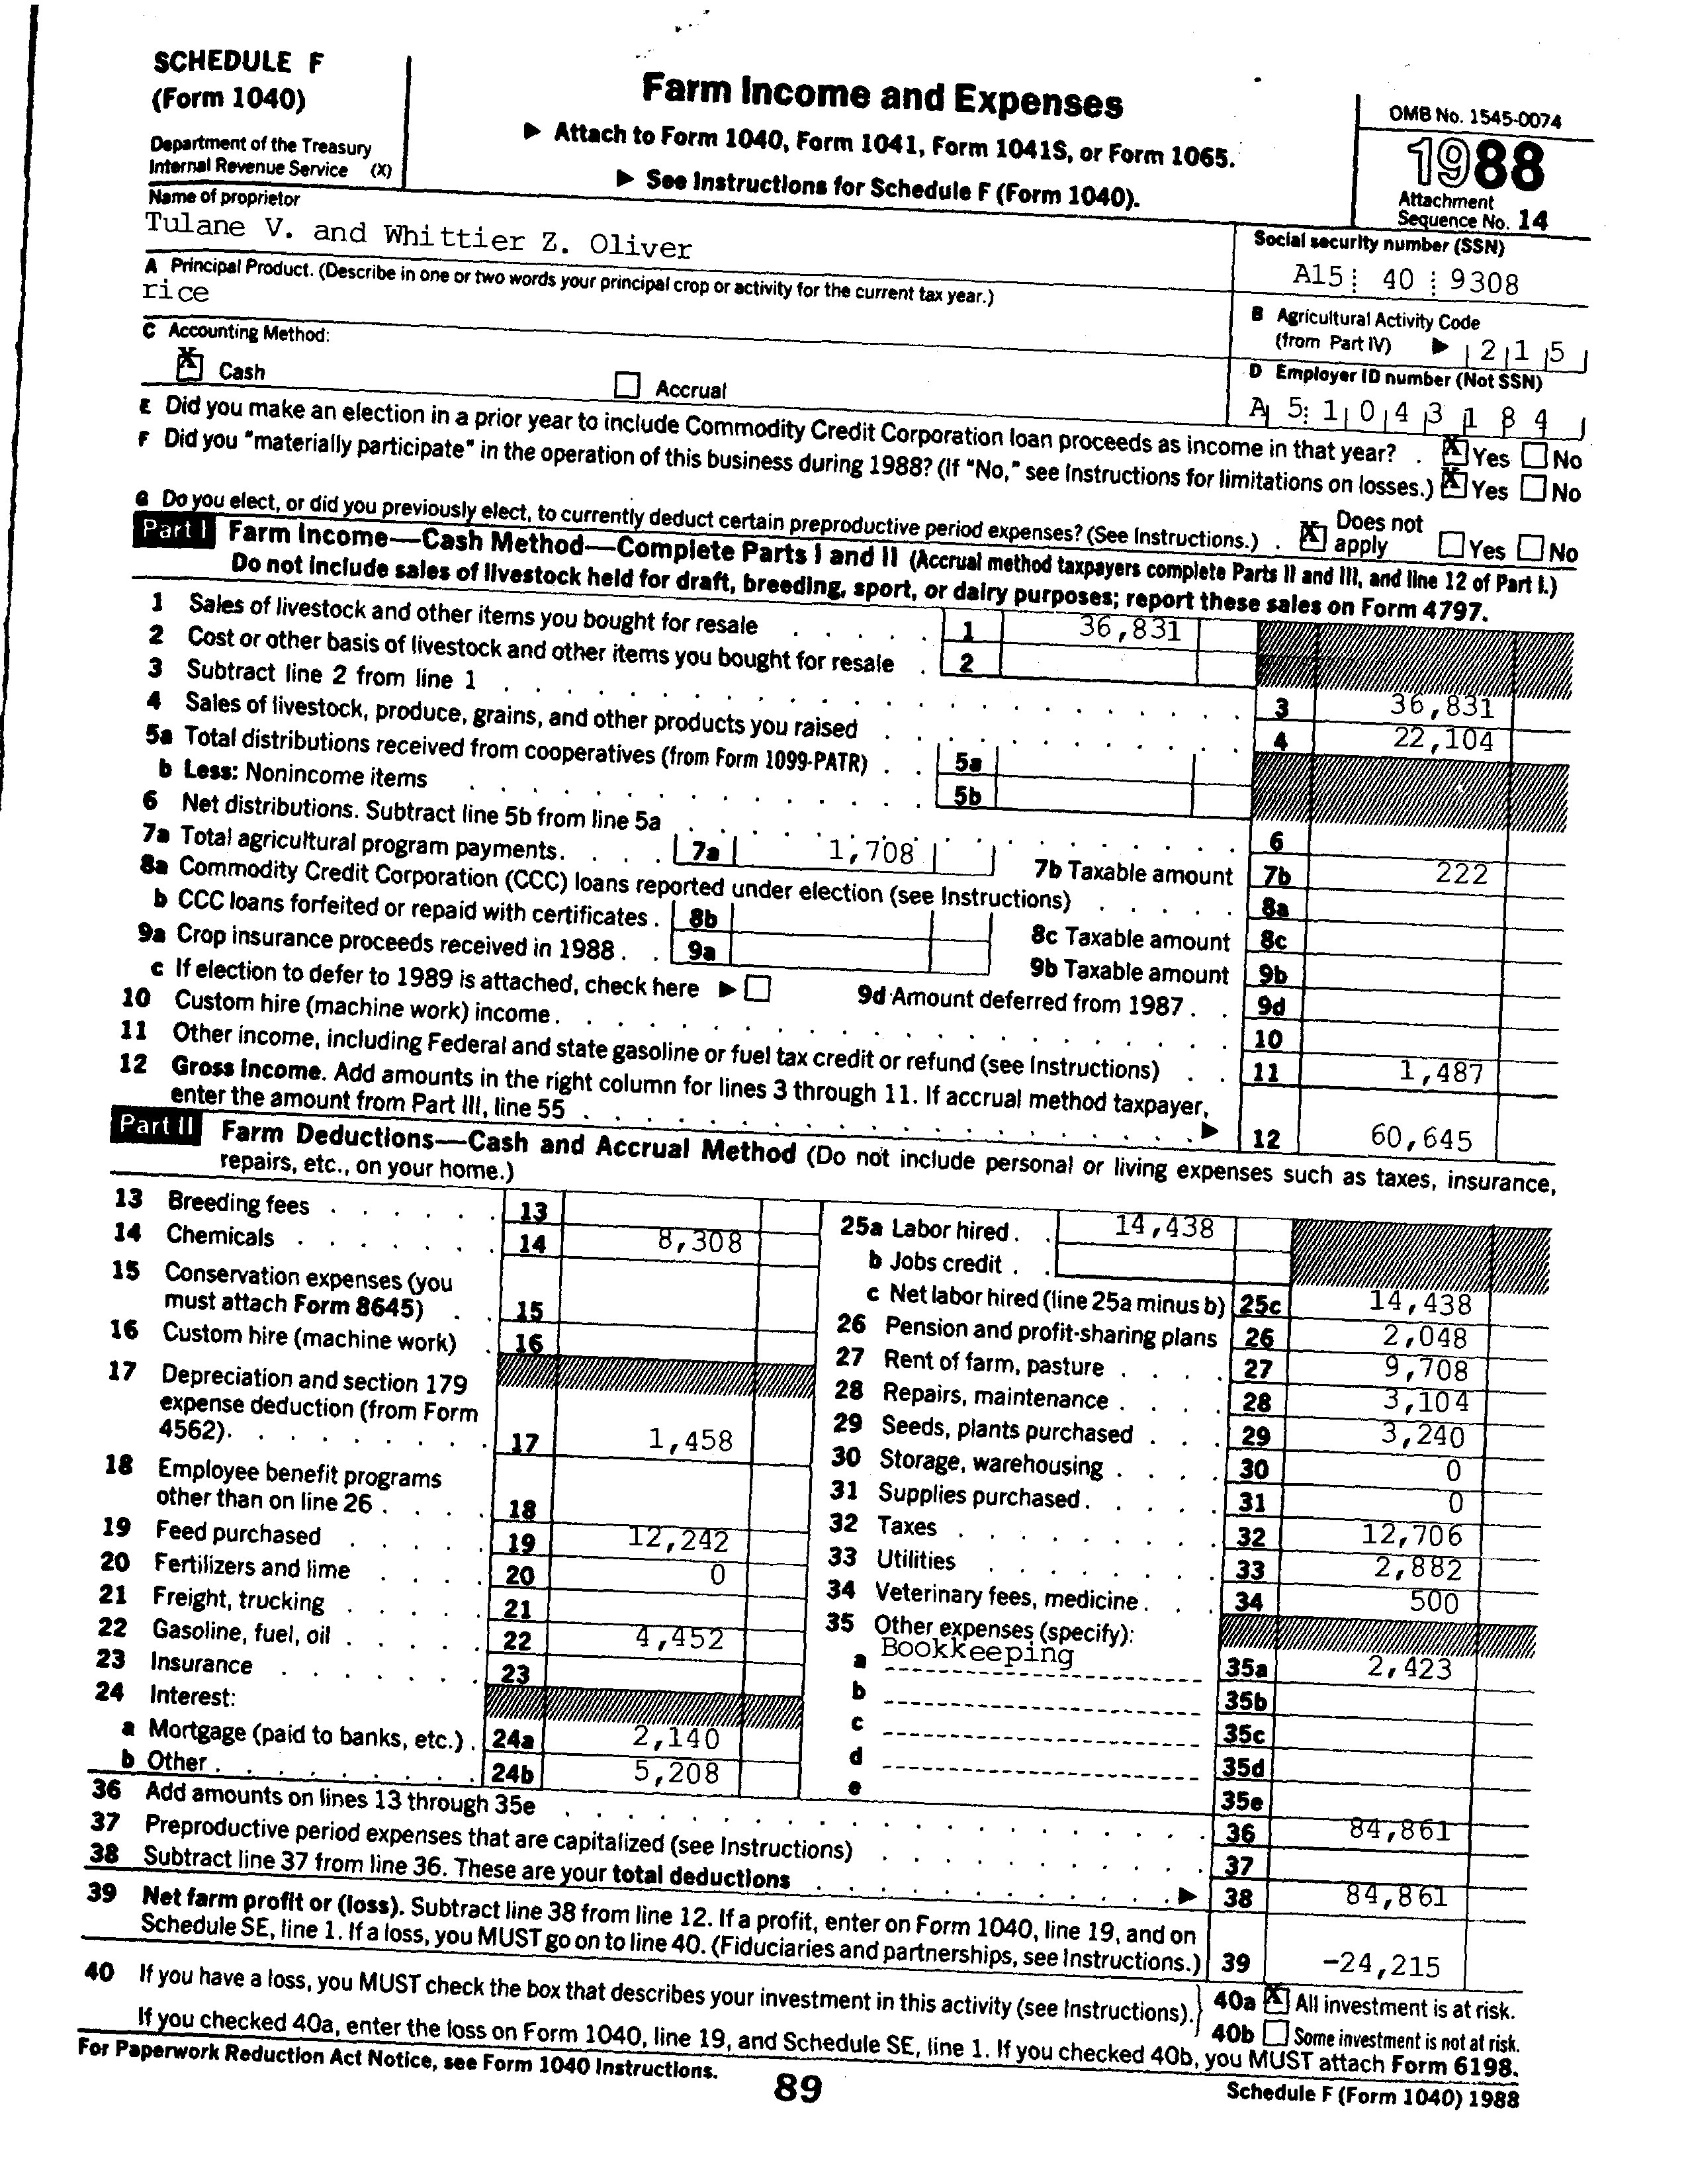 SCHEDULE F
(Form 1040)
Department of the Treasury
Internal Revenue Service (X)
Farm Income and Expenses
▶ Attach to Form 1040, Form 1041, Form 1041S, or Form 1065.
▶ See Instructions for Schedule F (Form 1040).
OMB No. 1545-0074
1988
Attachment
Sequence No. 14
Name of proprietor
Tulane V. and Whittier Z. Oliver
Social security number (SSN)
A15 40 9308
A Principal Product. (Describe in one or two words your principal crop or activity for the current tax year.)
rice
B Agricultural Activity Code
(from Part IV) ▶ 2 1 5
C Accounting Method:
X Cash Accrual
D Employer ID number (Not SSN)
A 5 1 0 4 3 1 8 4
E Did you make an election in a prior year to include Commodity Credit Corporation loan proceeds as income in that year? . X Yes No
F Did you "materially participate" in the operation of this business during 1988? (If "No," see Instructions for limitations on losses.) X Yes No
G Do you elect, or did you previously elect, to currently deduct certain preproductive period expenses? (See Instructions.) . X Does not apply Yes No
Part I Farm Income—Cash Method—Complete Parts I and II (Accrual method taxpayers complete Parts II and III, and line 12 of Part I.)
Do not include sales of livestock held for draft, breeding, sport, or dairy purposes; report these sales on Form 4797.
1 Sales of livestock and other items you bought for resale 1 36,831
2 Cost or other basis of livestock and other items you bought for resale 2
3 Subtract line 2 from line 1 3 36,831
4 Sales of livestock, produce, grains, and other products you raised 4 22,104
5a Total distributions received from cooperatives (from Form 1099-PATR) 5a
b Less: Nonincome items 5b
6 Net distributions. Subtract line 5b from line 5a 6
7a Total agricultural program payments. 7a 1,708 7b Taxable amount 7b 222
8a Commodity Credit Corporation (CCC) loans reported under election (see Instructions) 8a
b CCC loans forfeited or repaid with certificates . 8b 8c Taxable amount 8c
9a Crop insurance proceeds received in 1988 . 9a 9b Taxable amount 9b
c If election to defer to 1989 is attached, check here ▶ 9d Amount deferred from 1987 . . 9d
10 Custom hire (machine work) income . 10
11 Other income, including Federal and state gasoline or fuel tax credit or refund (see Instructions) 11 1,487
12 Gross Income. Add amounts in the right column for lines 3 through 11. If accrual method taxpayer,
enter the amount from Part III, line 55 ▶ 12 60,645
Part II Farm Deductions—Cash and Accrual Method (Do not include personal or living expenses such as taxes, insurance,
repairs, etc., on your home.)
13 Breeding fees 13
14 Chemicals 14 8,308
15 Conservation expenses (you
must attach Form 8645) 15
16 Custom hire (machine work) 16
17 Depreciation and section 179
expense deduction (from Form
4562). 17 1,458
18 Employee benefit programs
other than on line 26 18
19 Feed purchased 19 12,242
20 Fertilizers and lime 20 0
21 Freight, trucking 21
22 Gasoline, fuel, oil 22 4,452
23 Insurance 23
24 Interest:
a Mortgage (paid to banks, etc.) . 24a 2,140
b Other 24b 5,208
25a Labor hired . 14,438
b Jobs credit .
c Net labor hired (line 25a minus b) 25c 14,438
26 Pension and profit-sharing plans 26 2,048
27 Rent of farm, pasture 27 9,708
28 Repairs, maintenance 28 3,104
29 Seeds, plants purchased 29 3,240
30 Storage, warehousing 30 0
31 Supplies purchased . 31 0
32 Taxes 32 12,706
33 Utilities 33 2,882
34 Veterinary fees, medicine . 34 500
35 Other expenses (specify):
a Bookkeeping 35a 2,423
b 35b
c 35c
d 35d
e 35e
36 Add amounts on lines 13 through 35e 36 84,861
37 Preproductive period expenses that are capitalized (see Instructions) 37
38 Subtract line 37 from line 36. These are your total deductions ▶ 38 84,861
39 Net farm profit or (loss). Subtract line 38 from line 12. If a profit, enter on Form 1040, line 19, and on
Schedule SE, line 1. If a loss, you MUST go on to line 40. (Fiduciaries and partnerships, see Instructions.) 39 -24,215
40 If you have a loss, you MUST check the box that describes your investment in this activity (see Instructions). 40a X All investment is at risk.
40b Some investment is not at risk.
If you checked 40a, enter the loss on Form 1040, line 19, and Schedule SE, line 1. If you checked 40b, you MUST attach Form 6198.
For Paperwork Reduction Act Notice, see Form 1040 Instructions.
89
Schedule F (Form 1040) 1988